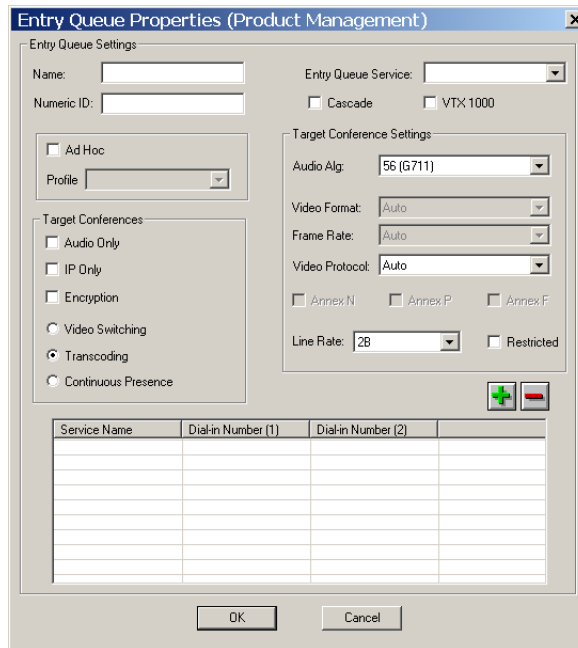 Entry Queue Properties (Product Management)
Entry Queue Settings
Name:
Entry Queue Service:
Numeric ID:
Cascade
VTX 1000
Ad Hoc
Profile
Target Conference Settings
Audio Alg: 56 (G711)
Video Format: Auto
Frame Rate: Auto
Video Protocol: Auto
Annex N
Annex P
Annex F
Line Rate: 2B
Restricted
Target Conferences
Audio Only
IP Only
Encryption
Video Switching
Transcoding
Continuous Presence
Service Name
Dial-in Number (1)
Dial-in Number (2)
OK
Cancel